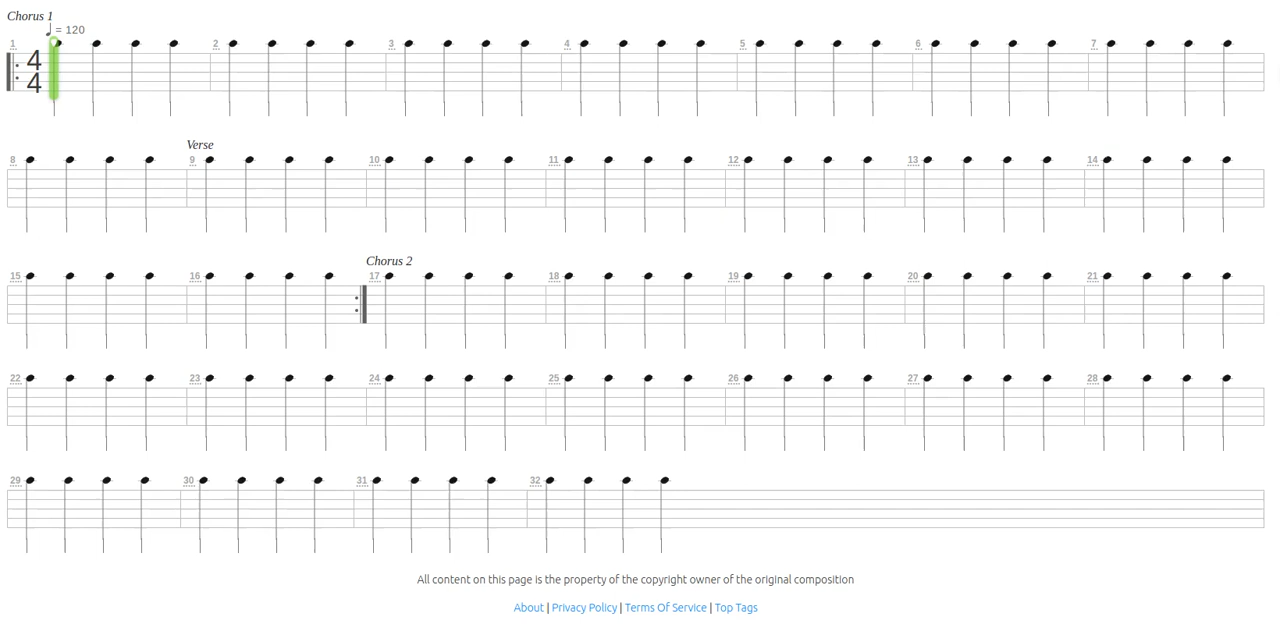 Chorus 1
♩ = 120
1 2 3 4 5 6 7
4
4
Verse
8 9 10 11 12 13 14
Chorus 2
15 16 17 18 19 20 21
22 23 24 25 26 27 28
29 30 31 32
All content on this page is the property of the copyright owner of the original composition
About | Privacy Policy | Terms Of Service | Top Tags